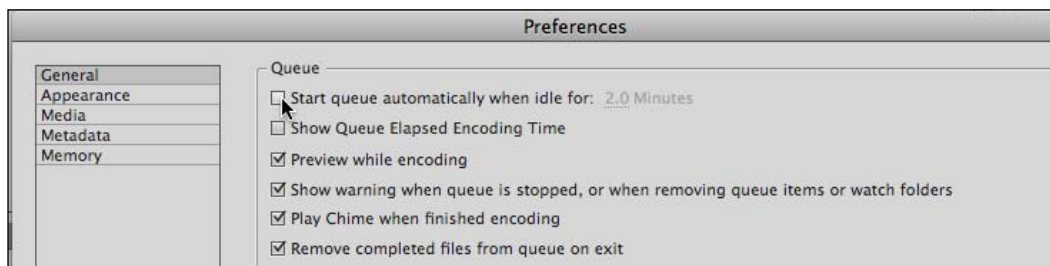 Preferences
General
Appearance
Media
Metadata
Memory
Queue
Start queue automatically when idle for: 2.0 Minutes
Show Queue Elapsed Encoding Time
Preview while encoding
Show warning when queue is stopped, or when removing queue items or watch folders
Play Chime when finished encoding
Remove completed files from queue on exit